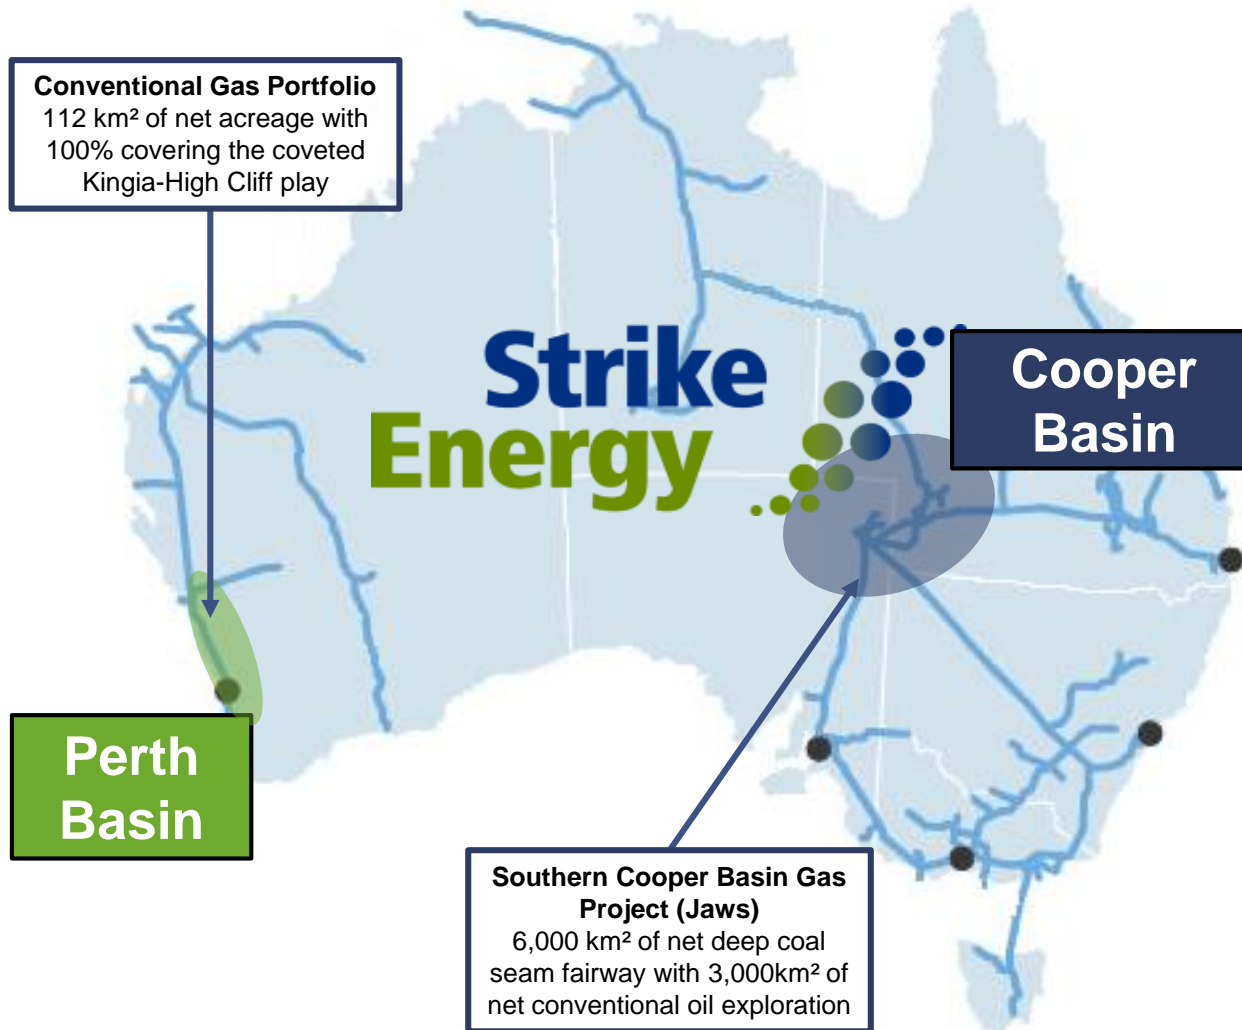 Conventional Gas Portfolio
112 km² of net acreage with
100% covering the coveted
Kingia-High Cliff play
Strike
Energy
Cooper
Basin
Perth
Basin
Southern Cooper Basin Gas
Project (Jaws)
6,000 km² of net deep coal
seam fairway with 3,000km² of
net conventional oil exploration